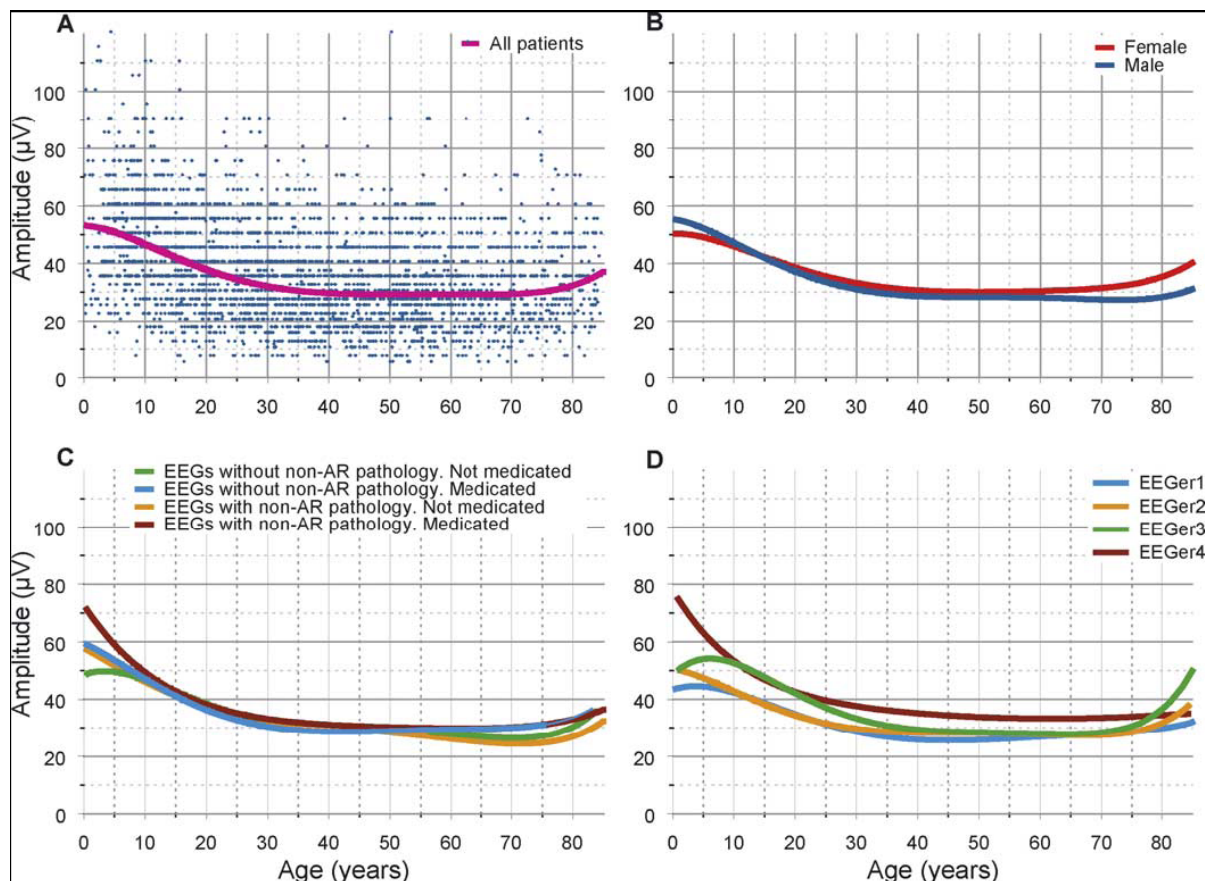 A
All patients
Amplitude (µV)
100
80
60
40
20
0
0 10 20 30 40 50 60 70 80
B
Female
Male
100
80
60
40
20
0
0 10 20 30 40 50 60 70 80
C
EEGs without non-AR pathology. Not medicated
EEGs without non-AR pathology. Medicated
EEGs with non-AR pathology. Not medicated
EEGs with non-AR pathology. Medicated
Amplitude (µV)
100
80
60
40
20
0
0 10 20 30 40 50 60 70 80
Age (years)
D
EEGer1
EEGer2
EEGer3
EEGer4
100
80
60
40
20
0
0 10 20 30 40 50 60 70 80
Age (years)